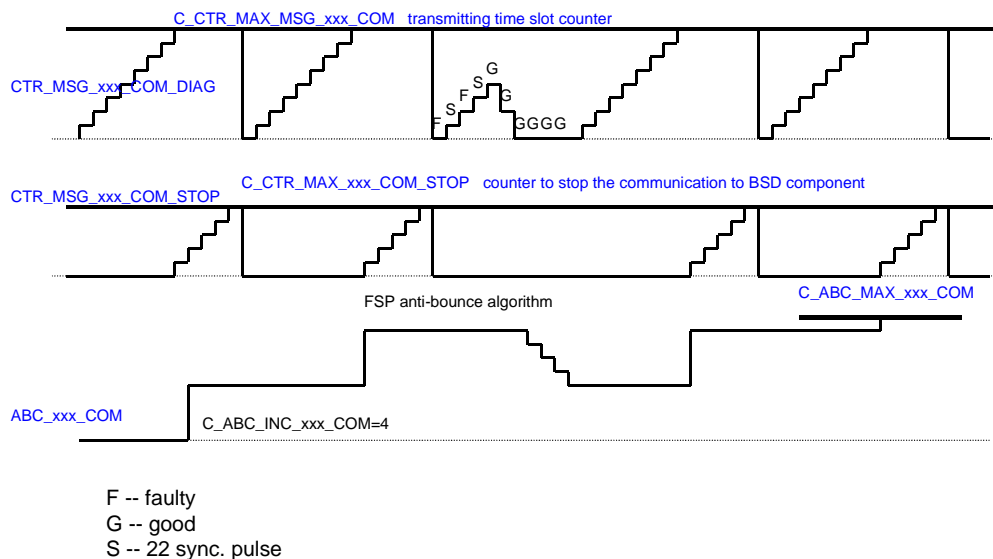 C_CTR_MAX_MSG_xxx_COM transmitting time slot counter
CTR_MSG_xxx_COM_DIAG
F
S
F
S
G
G
GGGG
C_CTR_MAX_xxx_COM_STOP counter to stop the communication to BSD component
CTR_MSG_xxx_COM_STOP
FSP anti-bounce algorithm
C_ABC_MAX_xxx_COM
ABC_xxx_COM
C_ABC_INC_xxx_COM=4
F -- faulty
G -- good
S -- 22 sync. pulse